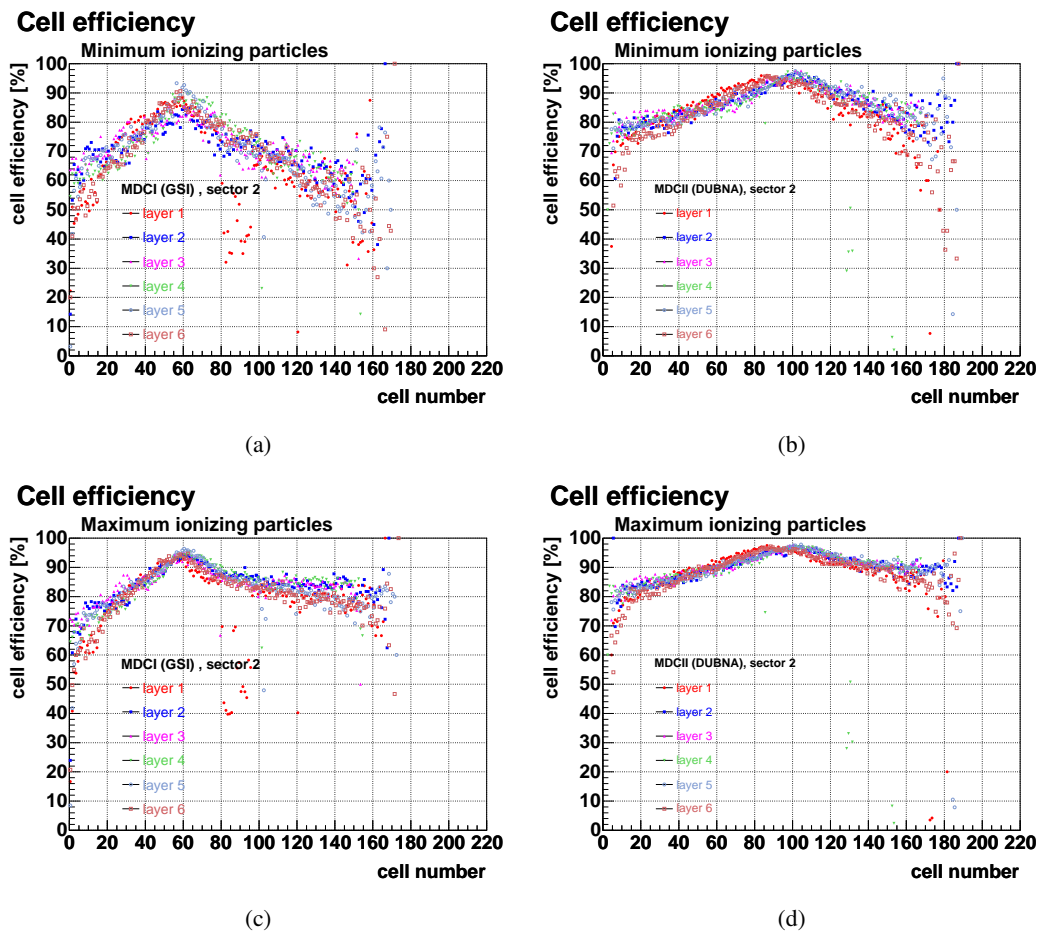 Cell efficiency
Minimum ionizing particles
cell efficiency [%]
100
90
80
70
60
50
40
30
20
10
0
MDCI (GSI) , sector 2
layer 1
layer 2
layer 3
layer 4
layer 5
layer 6
0 20 40 60 80 100 120 140 160 180 200 220
cell number
(a)
Cell efficiency
Minimum ionizing particles
cell efficiency [%]
100
90
80
70
60
50
40
30
20
10
0
MDCII (DUBNA), sector 2
layer 1
layer 2
layer 3
layer 4
layer 5
layer 6
0 20 40 60 80 100 120 140 160 180 200 220
cell number
(b)
Cell efficiency
Maximum ionizing particles
cell efficiency [%]
100
90
80
70
60
50
40
30
20
10
0
MDCI (GSI) , sector 2
layer 1
layer 2
layer 3
layer 4
layer 5
layer 6
0 20 40 60 80 100 120 140 160 180 200 220
cell number
(c)
Cell efficiency
Maximum ionizing particles
cell efficiency [%]
100
90
80
70
60
50
40
30
20
10
0
MDCII (DUBNA), sector 2
layer 1
layer 2
layer 3
layer 4
layer 5
layer 6
0 20 40 60 80 100 120 140 160 180 200 220
cell number
(d)